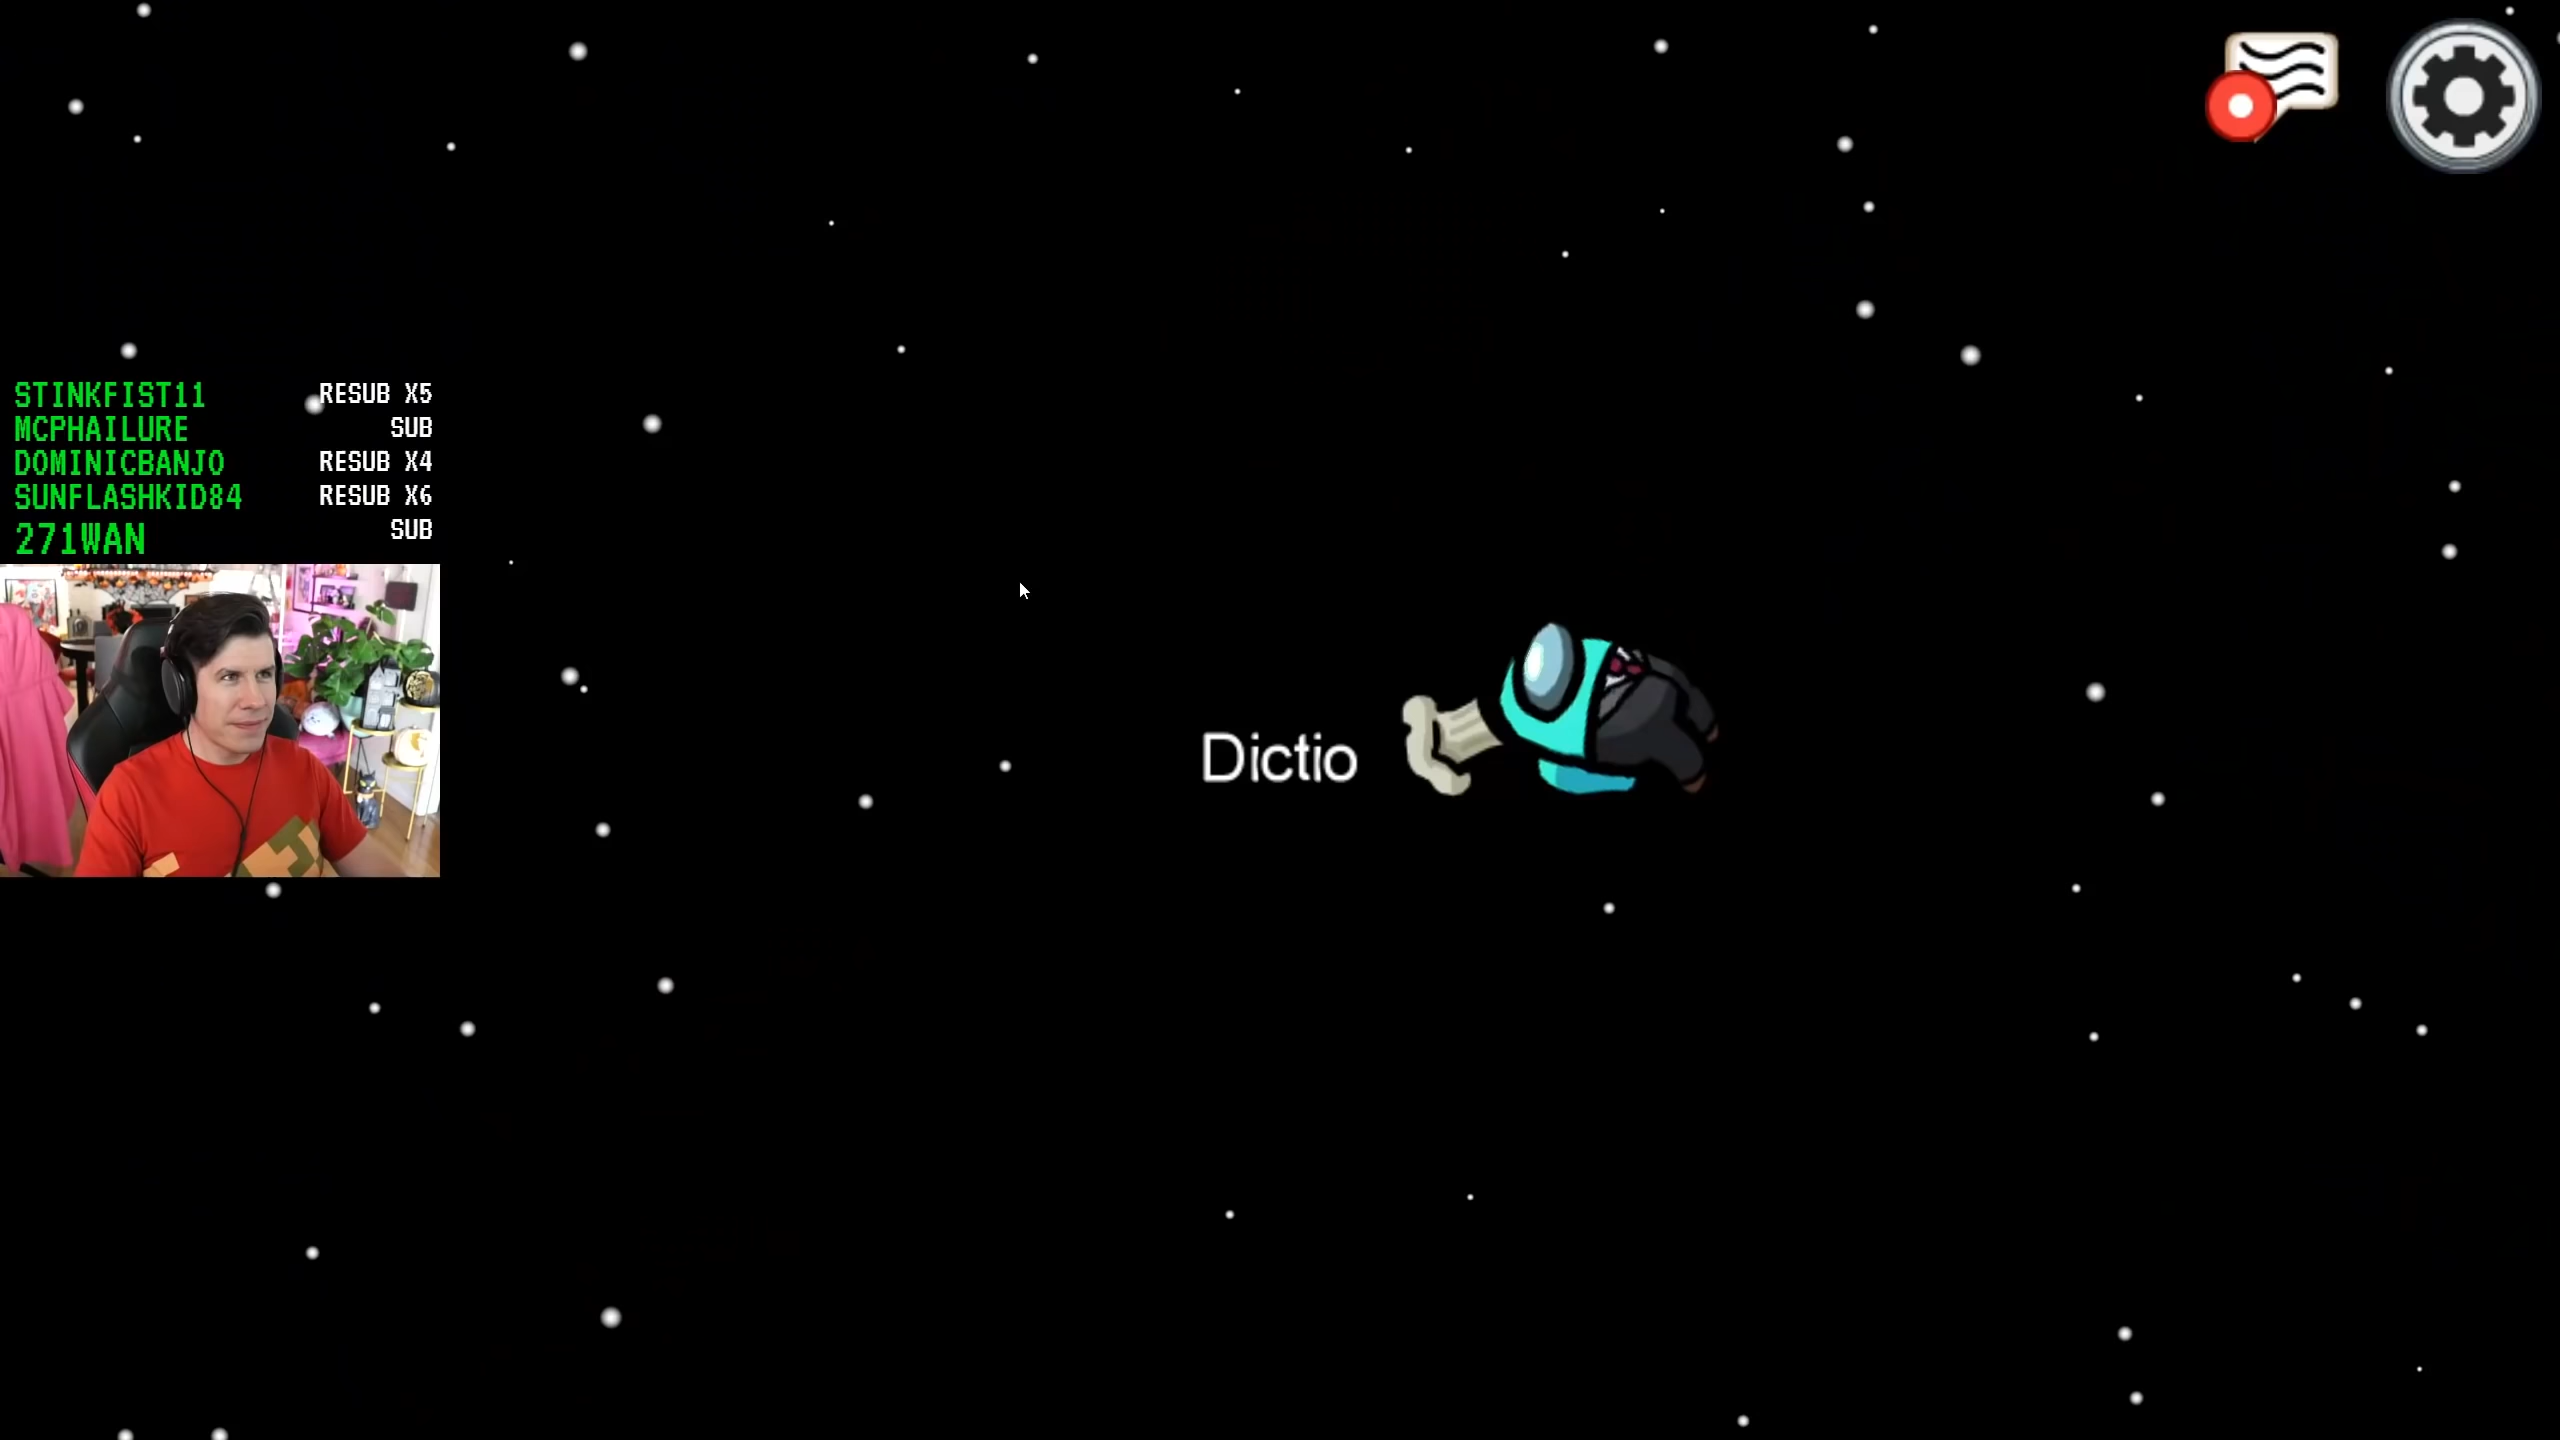 STINKFIST11 RESUB X5
MCPHAILURE SUB
DOMINICBANJO RESUB X4
SUNFLASHKID84 RESUB X6
271WAN SUB
Dictio